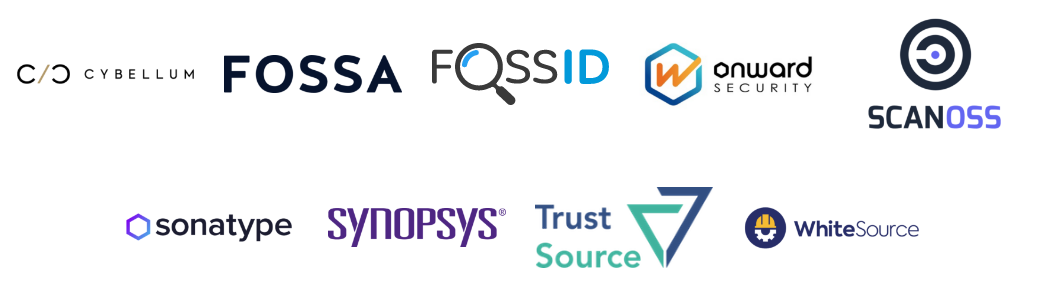 C/C CYBELLUM
FOSSA
FOSSID
onward
SECURITY
SCANOSS
sonatype
SYNOPSYS®
Trust
Source
WhiteSource